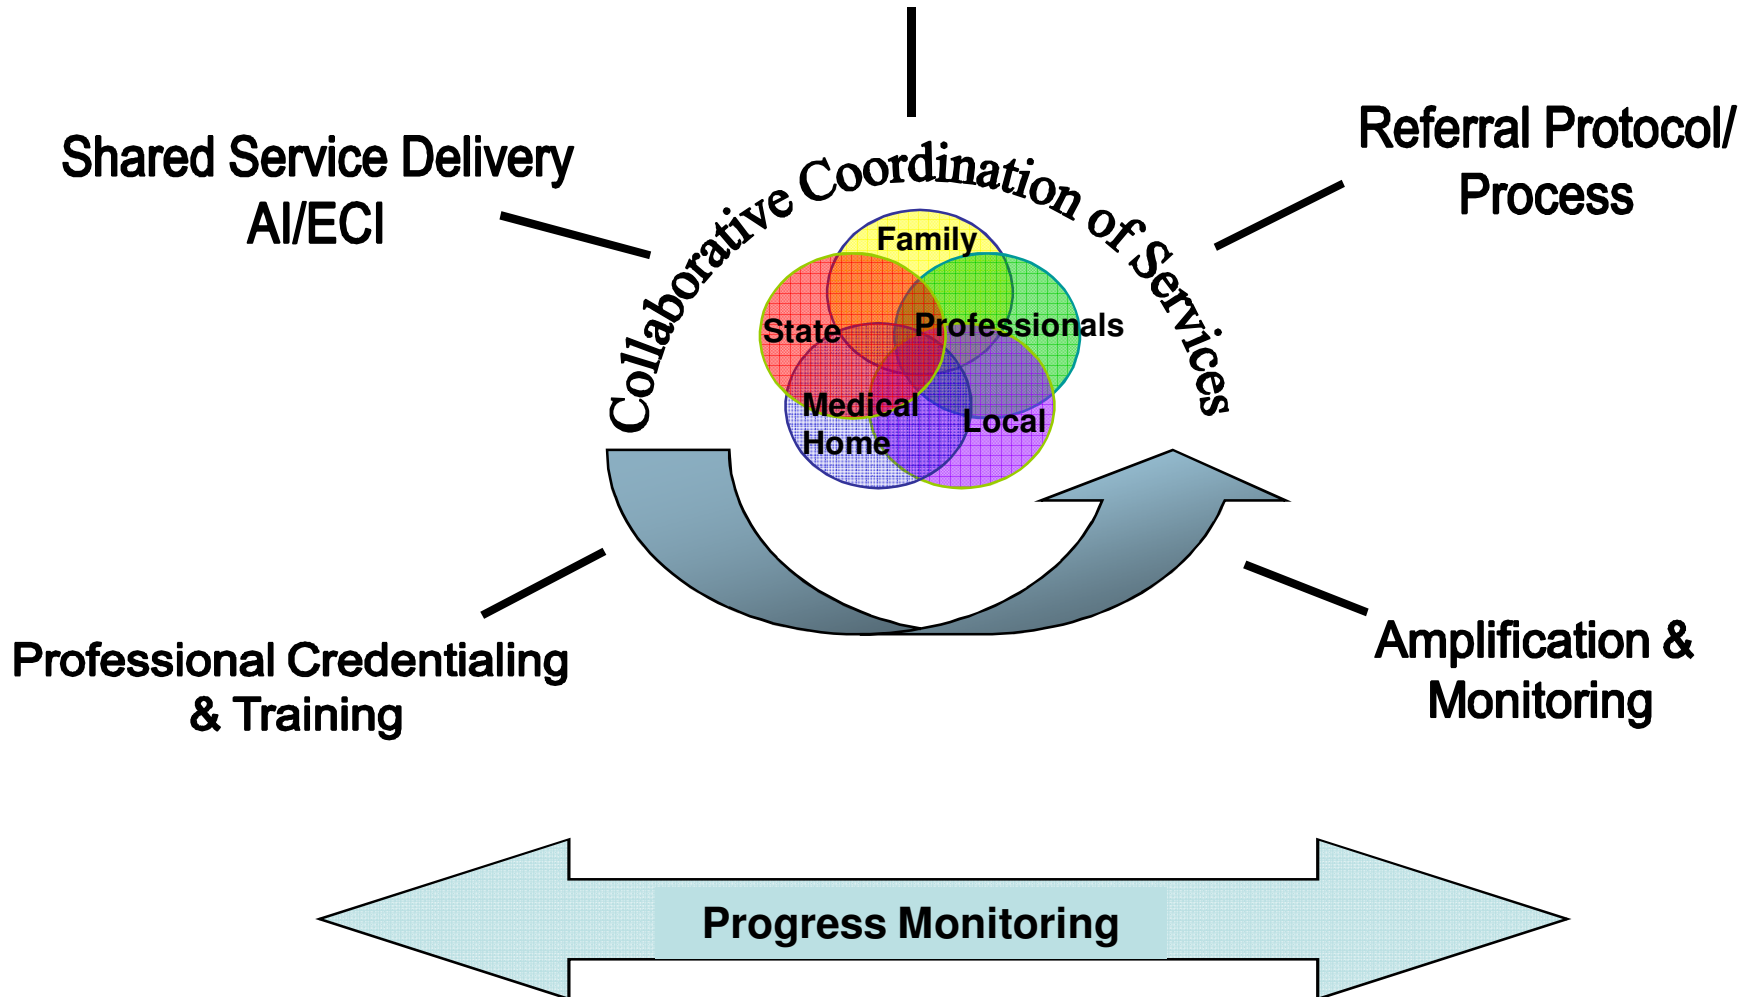 Shared Service Delivery
AI/ECI
Referral Protocol/
Process
Collaborative Coordination of Services
Family
State
Professionals
Medical
Home
Local
Professional Credentialing
& Training
Amplification &
Monitoring
Progress Monitoring